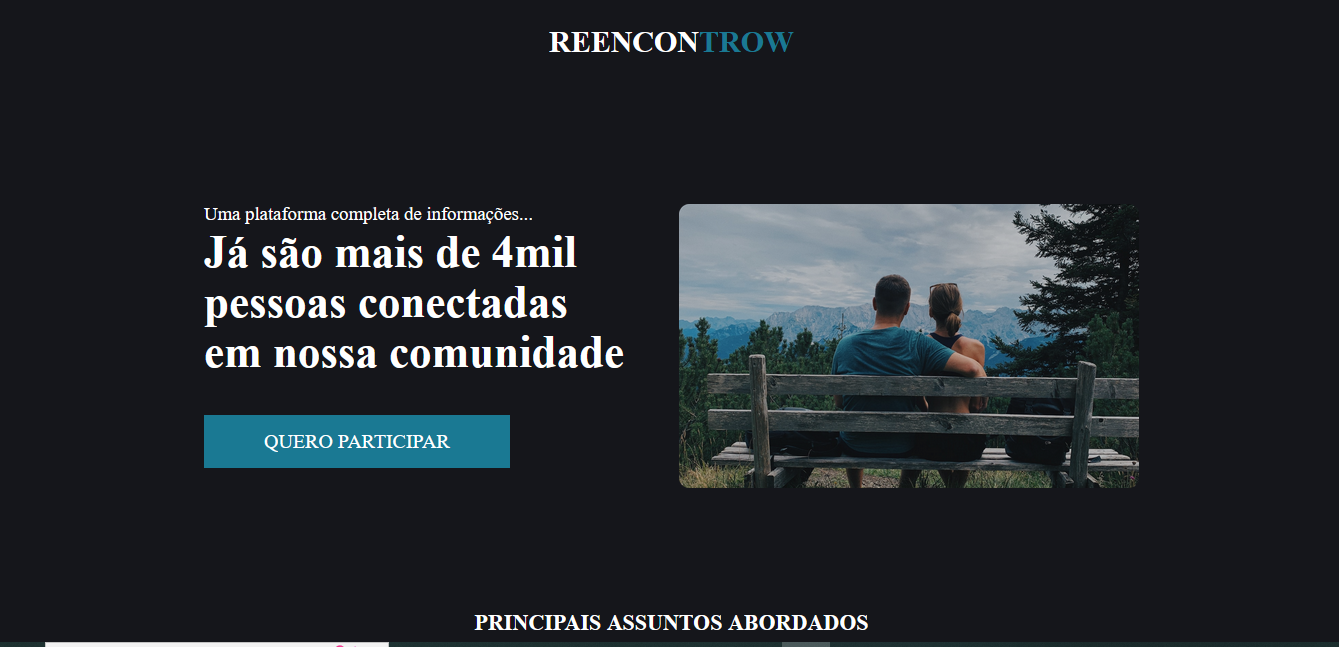 REENCONTROW
Uma plataforma completa de informações...
Já são mais de 4mil
pessoas conectadas
em nossa comunidade
QUERO PARTICIPAR
PRINCIPAIS ASSUNTOS ABORDADOS